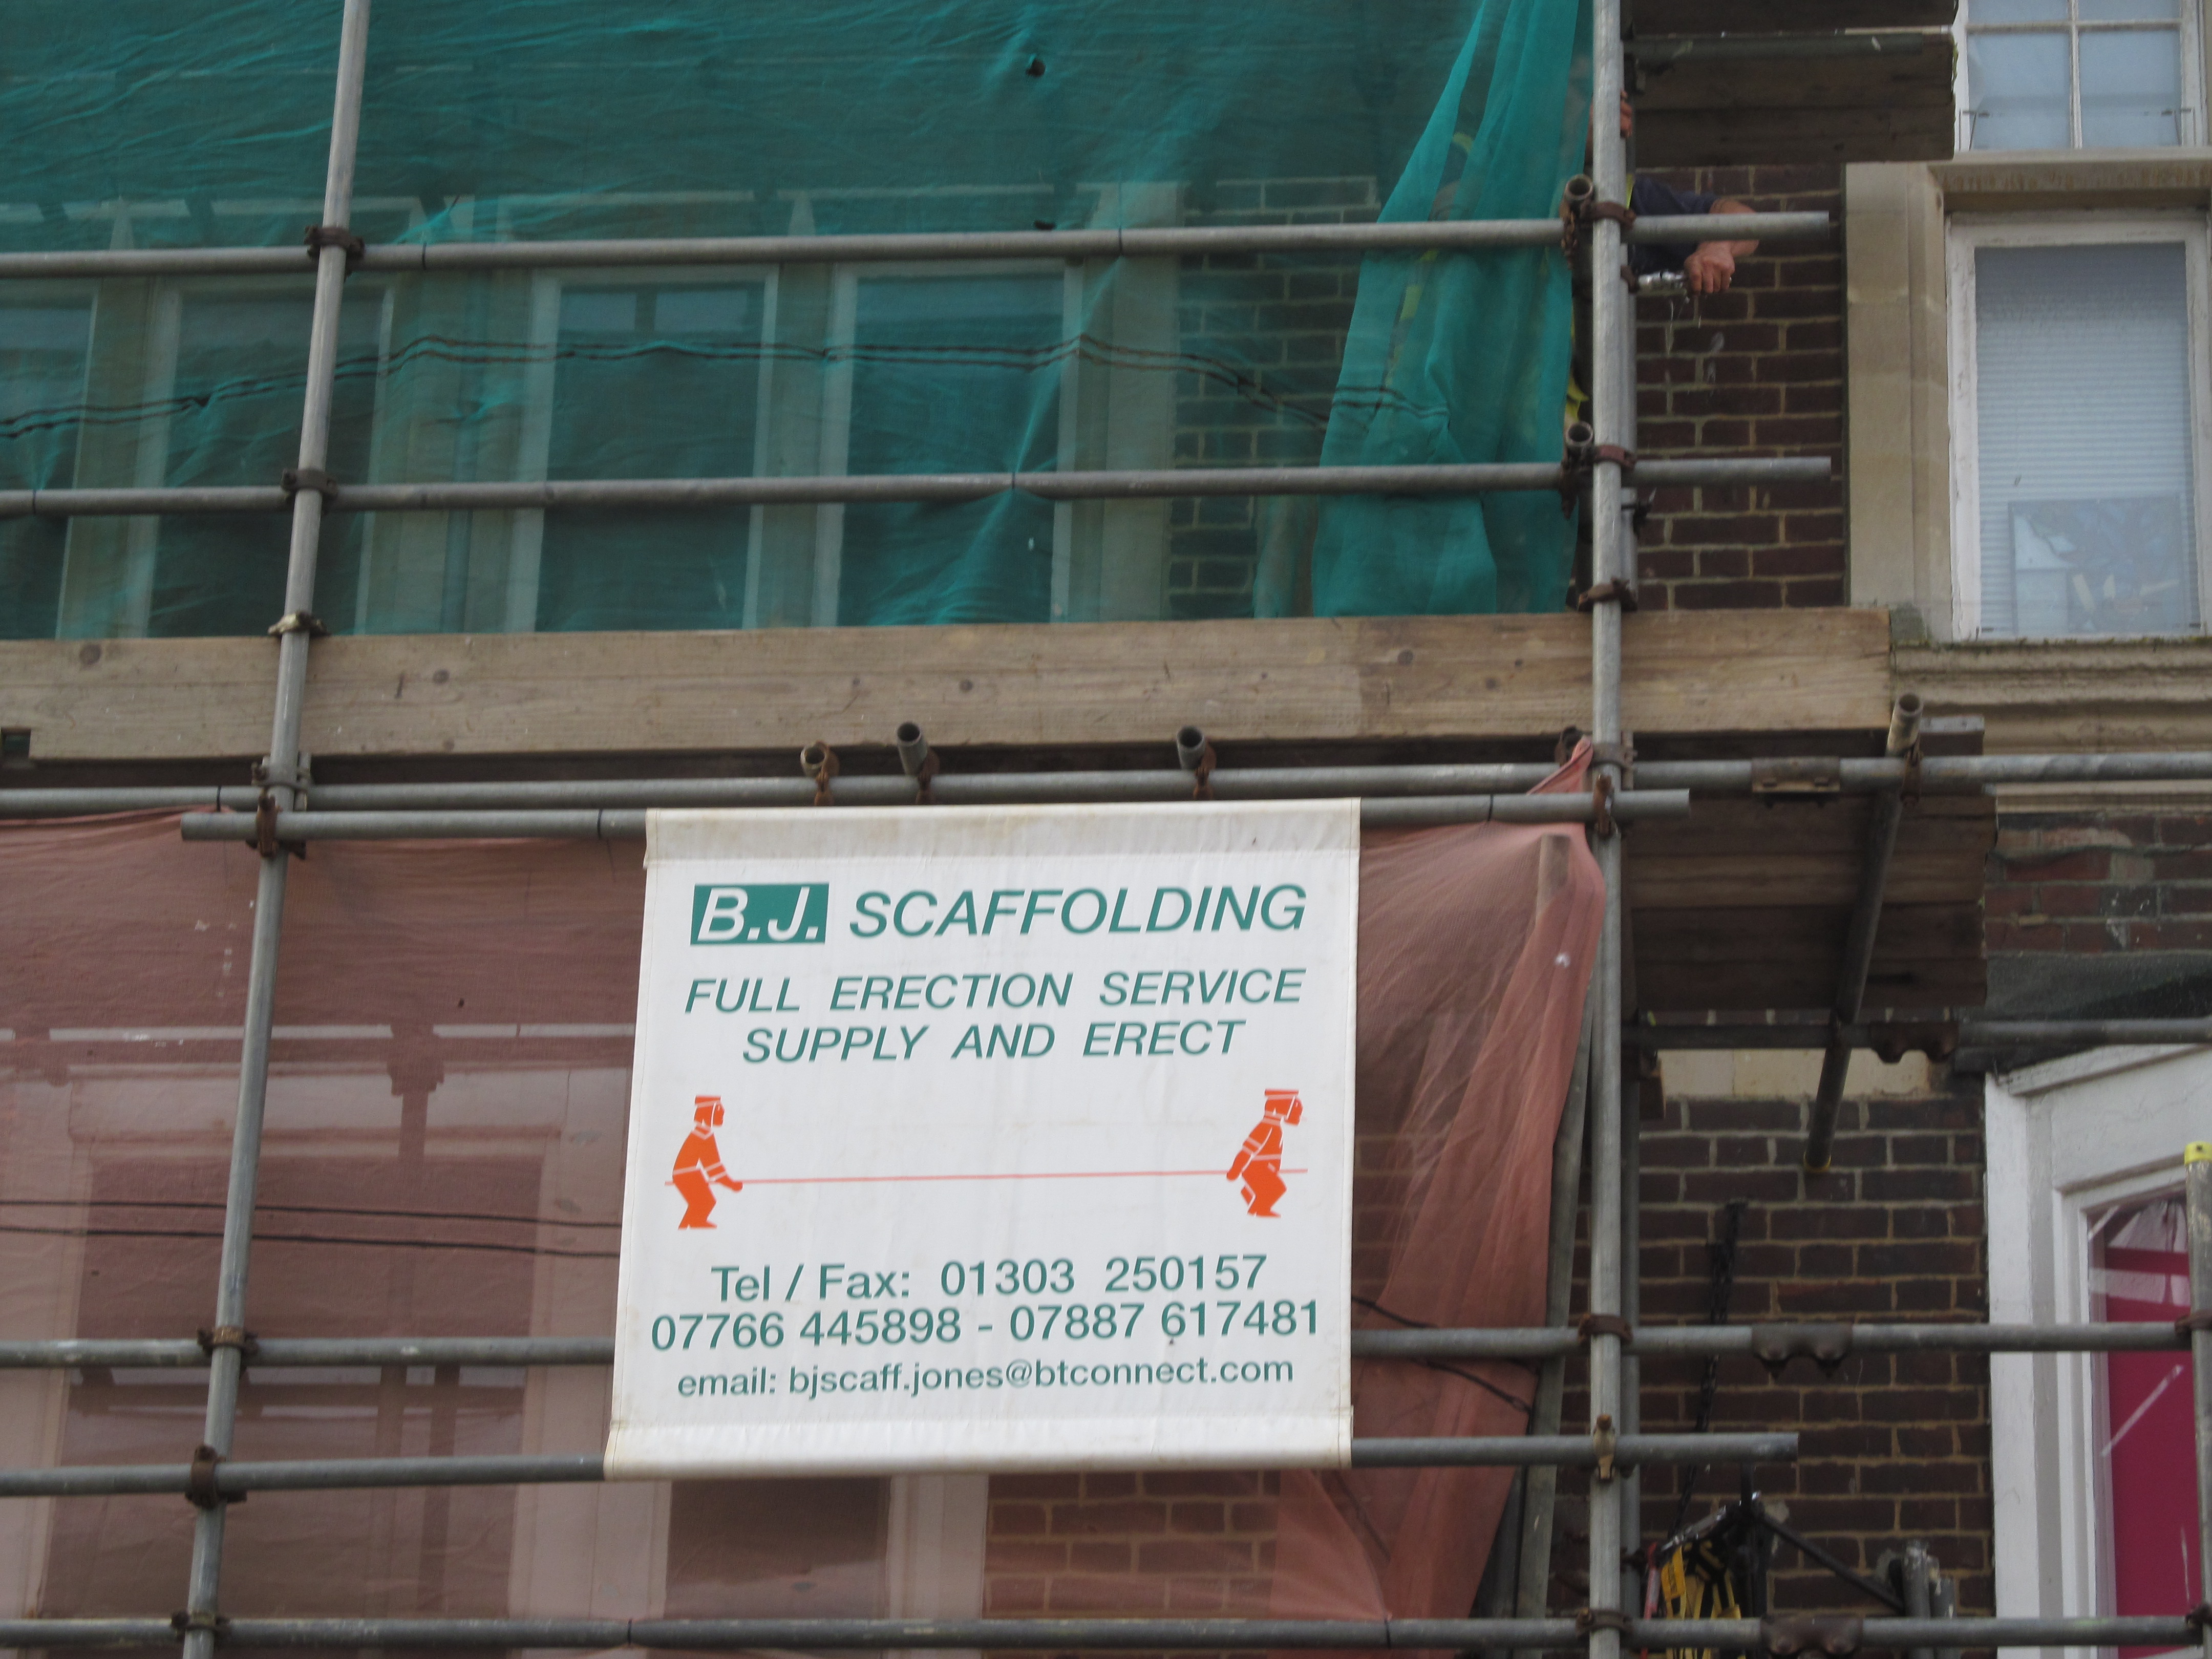 B.J. SCAFFOLDING
FULL ERECTION SERVICE
SUPPLY AND ERECT
Tel / Fax: 01303 250157
07766 445898 - 07887 617481
email: bjscaff.jones@btconnect.com